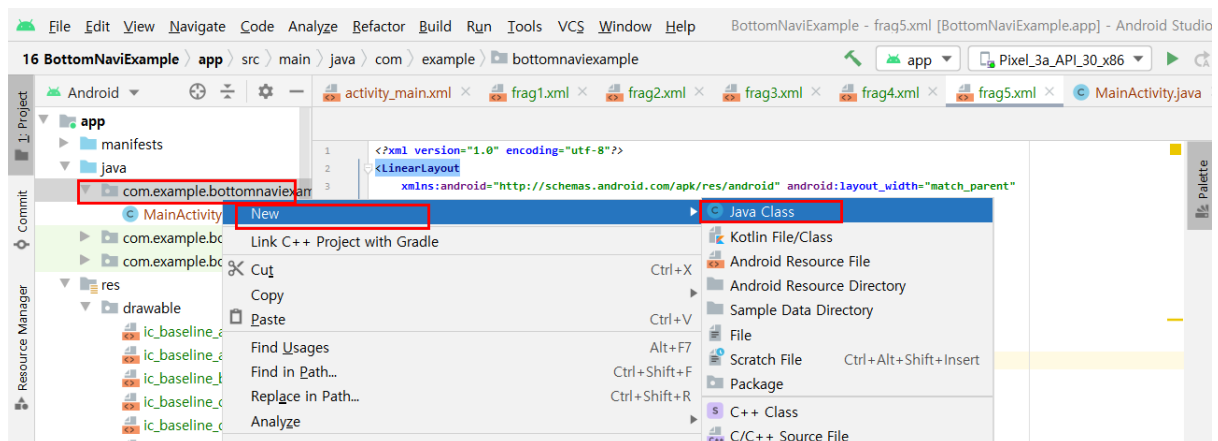 File Edit View Navigate Code Analyze Refactor Build Run Tools VCS Window Help BottomNaviExample - frag5.xml [BottomNaviExample.app] - Android Studio
16 BottomNaviExample app src main java com example bottomnaviexample app Pixel_3a_API_30_x86
Android activity_main.xml frag1.xml frag2.xml frag3.xml frag4.xml frag5.xml MainActivity.java
1: Project
Commit
Resource Manager
app
manifests
java
com.example.bottomnaviexam
MainActivity
com.example.bo
com.example.bo
res
drawable
ic_baseline_a
ic_baseline_a
ic_baseline_b
ic_baseline_c
ic_baseline_c
1 <?xml version="1.0" encoding="utf-8"?>
2 <LinearLayout
3 xmlns:android="http://schemas.android.com/apk/res/android" android:layout_width="match_parent"
New
Link C++ Project with Gradle
Cut Ctrl+X
Copy
Paste Ctrl+V
Find Usages Alt+F7
Find in Path... Ctrl+Shift+F
Replace in Path... Ctrl+Shift+R
Analyze
Java Class
Kotlin File/Class
Android Resource File
Android Resource Directory
Sample Data Directory
File
Scratch File Ctrl+Alt+Shift+Insert
Package
C++ Class
C/C++ Source File
Palette